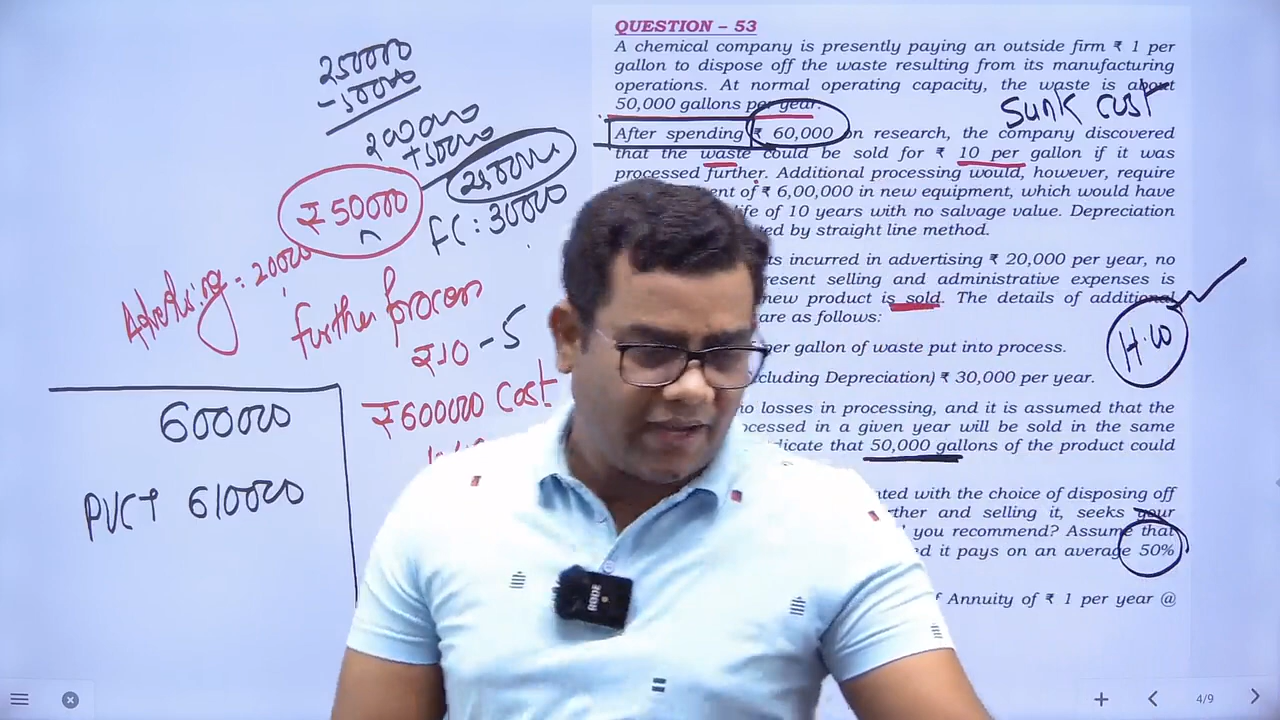 QUESTION – 53
A chemical company is presently paying an outside firm ₹ 1 per
gallon to dispose off the waste resulting from its manufacturing
operations. At normal operating capacity, the waste is about
50,000 gallons per year.
After spending ₹ 60,000 on research, the company discovered
that the waste could be sold for ₹ 10 per gallon if it was
processed further. Additional processing would, however, require
of ₹ 6,00,000 in new equipment, which would have
life of 10 years with no salvage value. Depreciation
by straight line method.
incurred in advertising ₹ 20,000 per year, no
selling and administrative expenses is
new product is sold. The details of additional
are as follows:
per gallon of waste put into process.
Depreciation) ₹ 30,000 per year.
no losses in processing, and it is assumed that the
in a given year will be sold in the same
that 50,000 gallons of the product could
with the choice of disposing off
and selling it, seeks your
you recommend? Assume that
it pays on an average 50%
Annuity of ₹ 1 per year @
Sunk Cost
H.W
250000
-50000
200000
+50000
250000
FC: 30000
₹50000
Advertising = 20000
further process
₹10 - 5
₹600000 Cost
600000
610000
4/9
RODE